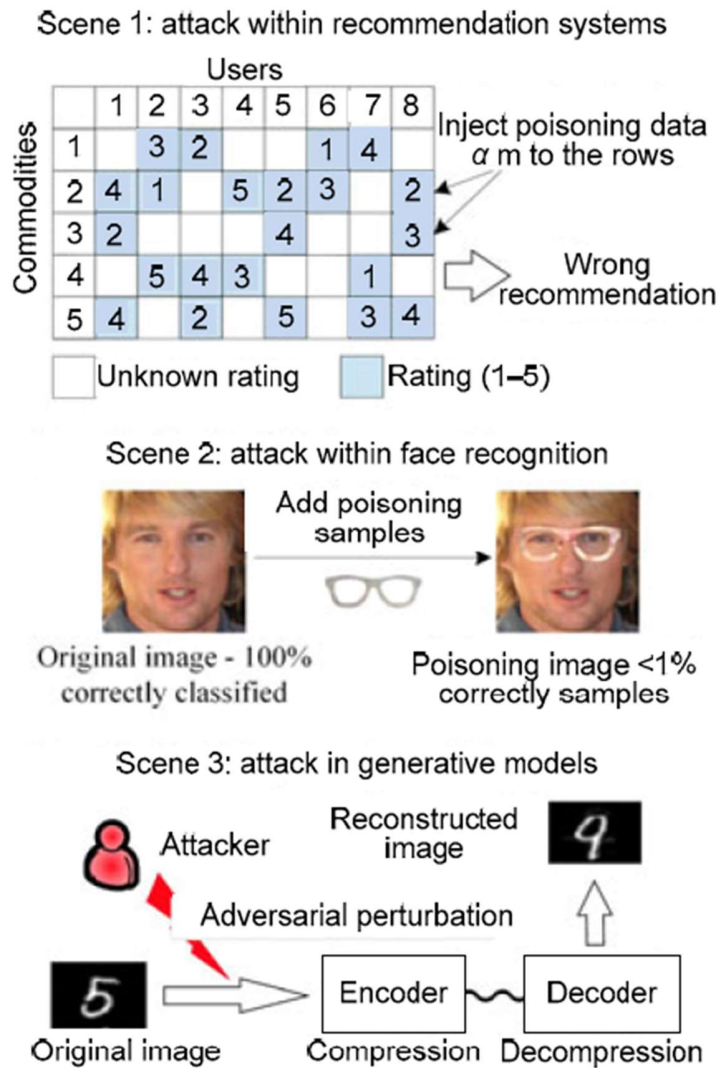 Scene 1: attack within recommendation systems
Users
Commodities
1 2 3 4 5 6 7 8
1 3 2 1 4
2 4 1 5 2 3 2
3 2 4 3
4 5 4 3 1
5 4 2 5 3 4
Inject poisoning data
α m to the rows
Wrong
recommendation
Unknown rating
Rating (1–5)
Scene 2: attack within face recognition
Add poisoning
samples
Original image - 100%
correctly classified
Poisoning image <1%
correctly samples
Scene 3: attack in generative models
Attacker
Reconstructed
image
9
Adversarial perturbation
5
Encoder
Decoder
Original image
Compression
Decompression